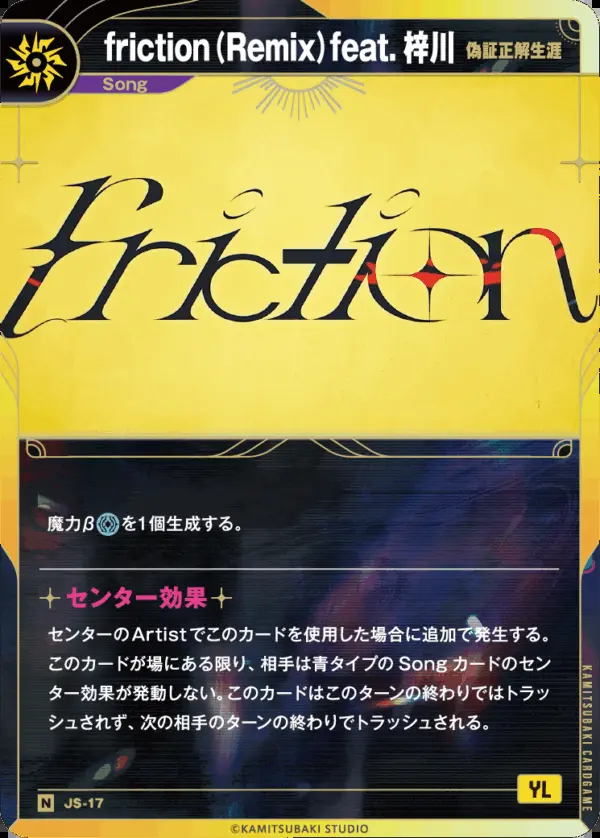 friction (Remix) feat. 梓川 偽証正解生涯
Song
friction
魔力βを1個生成する。
センター効果
センターのArtistでこのカードを使用した場合に追加で発生する。
このカードが場にある限り、相手は青タイプの Song カードのセン
ター効果が発動しない。このカードはこのターンの終わりではトラッ
シュされず、次の相手のターンの終わりでトラッシュされる。
KAMITSUBAKI CARDGAME
YL
N JS-17
©KAMITSUBAKI STUDIO